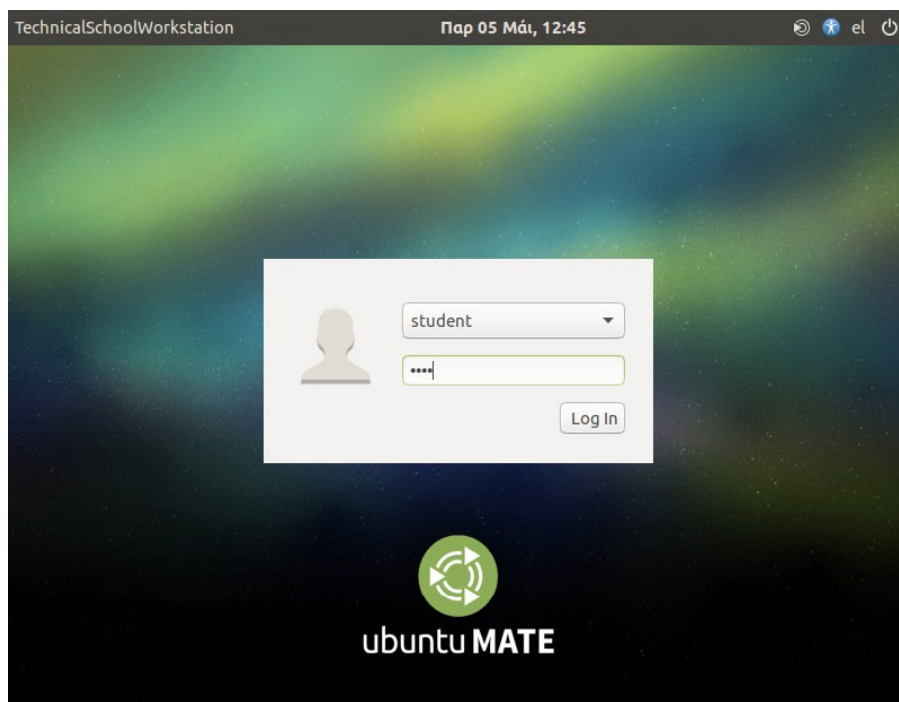 TechnicalSchoolWorkstation Παρ 05 Μάι, 12:45 el
student
••••
Log In
ubuntu MATE